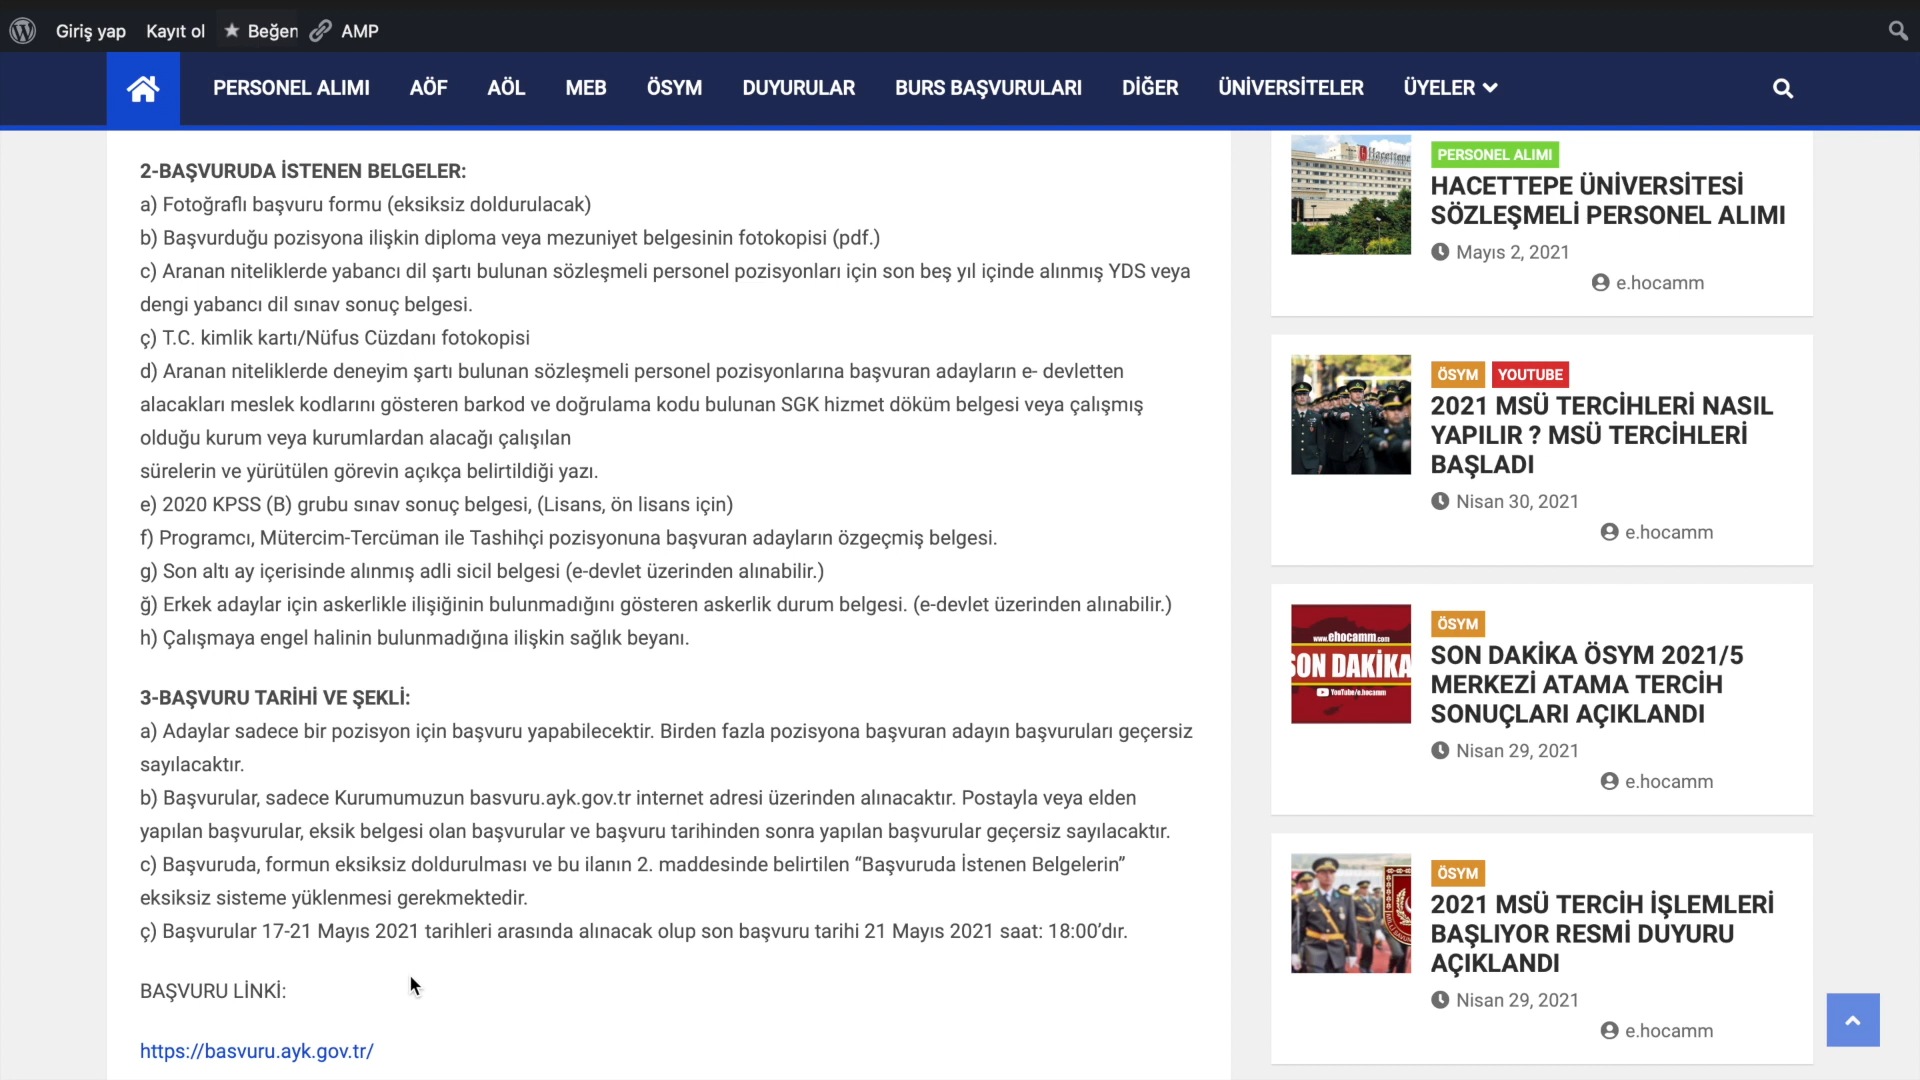 Giriş yap Kayıt ol Beğen AMP
PERSONEL ALIMI AÖF AÖL MEB ÖSYM DUYURULAR BURS BAŞVURULARI DİĞER ÜNİVERSİTELER ÜYELER
2-BAŞVURUDA İSTENEN BELGELER:
a) Fotoğraflı başvuru formu (eksiksiz doldurulacak)
b) Başvurduğu pozisyona ilişkin diploma veya mezuniyet belgesinin fotokopisi (pdf.)
c) Aranan niteliklerde yabancı dil şartı bulunan sözleşmeli personel pozisyonları için son beş yıl içinde alınmış YDS veya
dengi yabancı dil sınav sonuç belgesi.
ç) T.C. kimlik kartı/Nüfus Cüzdanı fotokopisi
d) Aranan niteliklerde deneyim şartı bulunan sözleşmeli personel pozisyonlarına başvuran adayların e- devletten
alacakları meslek kodlarını gösteren barkod ve doğrulama kodu bulunan SGK hizmet döküm belgesi veya çalışmış
olduğu kurum veya kurumlardan alacağı çalışılan
sürelerin ve yürütülen görevin açıkça belirtildiği yazı.
e) 2020 KPSS (B) grubu sınav sonuç belgesi, (Lisans, ön lisans için)
f) Programcı, Mütercim-Tercüman ile Tashihçi pozisyonuna başvuran adayların özgeçmiş belgesi.
g) Son altı ay içerisinde alınmış adli sicil belgesi (e-devlet üzerinden alınabilir.)
ğ) Erkek adaylar için askerlikle ilişiğinin bulunmadığını gösteren askerlik durum belgesi. (e-devlet üzerinden alınabilir.)
h) Çalışmaya engel halinin bulunmadığına ilişkin sağlık beyanı.
3-BAŞVURU TARİHİ VE ŞEKLİ:
a) Adaylar sadece bir pozisyon için başvuru yapabilecektir. Birden fazla pozisyona başvuran adayın başvuruları geçersiz
sayılacaktır.
b) Başvurular, sadece Kurumumuzun basvuru.ayk.gov.tr internet adresi üzerinden alınacaktır. Postayla veya elden
yapılan başvurular, eksik belgesi olan başvurular ve başvuru tarihinden sonra yapılan başvurular geçersiz sayılacaktır.
c) Başvuruda, formun eksiksiz doldurulması ve bu ilanın 2. maddesinde belirtilen “Başvuruda İstenen Belgelerin”
eksiksiz sisteme yüklenmesi gerekmektedir.
ç) Başvurular 17-21 Mayıs 2021 tarihleri arasında alınacak olup son başvuru tarihi 21 Mayıs 2021 saat: 18:00’dır.
BAŞVURU LİNKİ:
https://basvuru.ayk.gov.tr/
Hacettepe
PERSONEL ALIMI
HACETTEPE ÜNİVERSİTESİ
SÖZLEŞMELİ PERSONEL ALIMI
Mayıs 2, 2021
e.hocamm
ÖSYM YOUTUBE
2021 MSÜ TERCİHLERİ NASIL
YAPILIR ? MSÜ TERCİHLERİ
BAŞLADI
Nisan 30, 2021
e.hocamm
www.ehocamm.com
SON DAKİKA
YouTube/e.hocamm
ÖSYM
SON DAKİKA ÖSYM 2021/5
MERKEZİ ATAMA TERCİH
SONUÇLARI AÇIKLANDI
Nisan 29, 2021
e.hocamm
ÖSYM
2021 MSÜ TERCİH İŞLEMLERİ
BAŞLIYOR RESMİ DUYURU
AÇIKLANDI
Nisan 29, 2021
e.hocamm